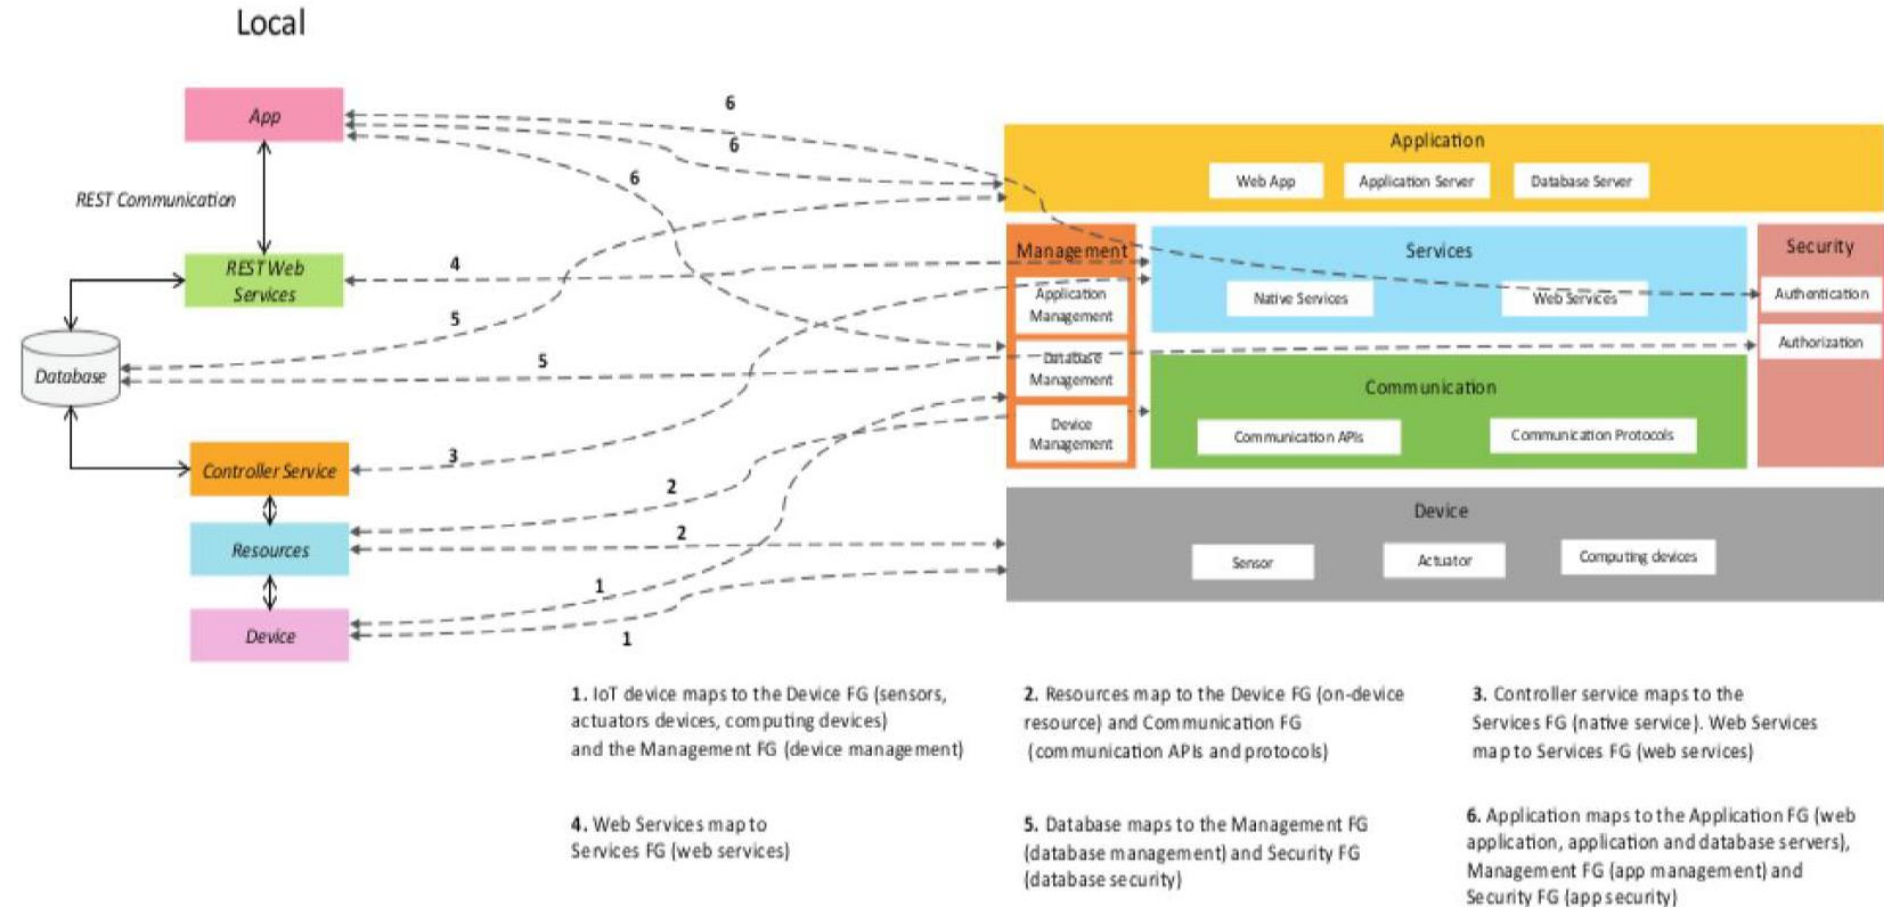 Local
App
REST Communication
REST Web
Services
Database
Controller Service
Resources
Device
6
6
6
4
5
5
3
2
2
1
1
Application
Web App
Application Server
Database Server
Management
Application
Management
Database
Management
Device
Management
Services
Native Services
Web Services
Security
Authentication
Authorization
Communication
Communication APIs
Communication Protocols
Device
Sensor
Actuator
Computing devices
1. IoT device maps to the Device FG (sensors,
actuators devices, computing devices)
and the Management FG (device management)
2. Resources map to the Device FG (on-device
resource) and Communication FG
(communication APIs and protocols)
3. Controller service maps to the
Services FG (native service). Web Services
map to Services FG (web services)
4. Web Services map to
Services FG (web services)
5. Database maps to the Management FG
(database management) and Security FG
(database security)
6. Application maps to the Application FG (web
application, application and database servers),
Management FG (app management) and
Security FG (app security)